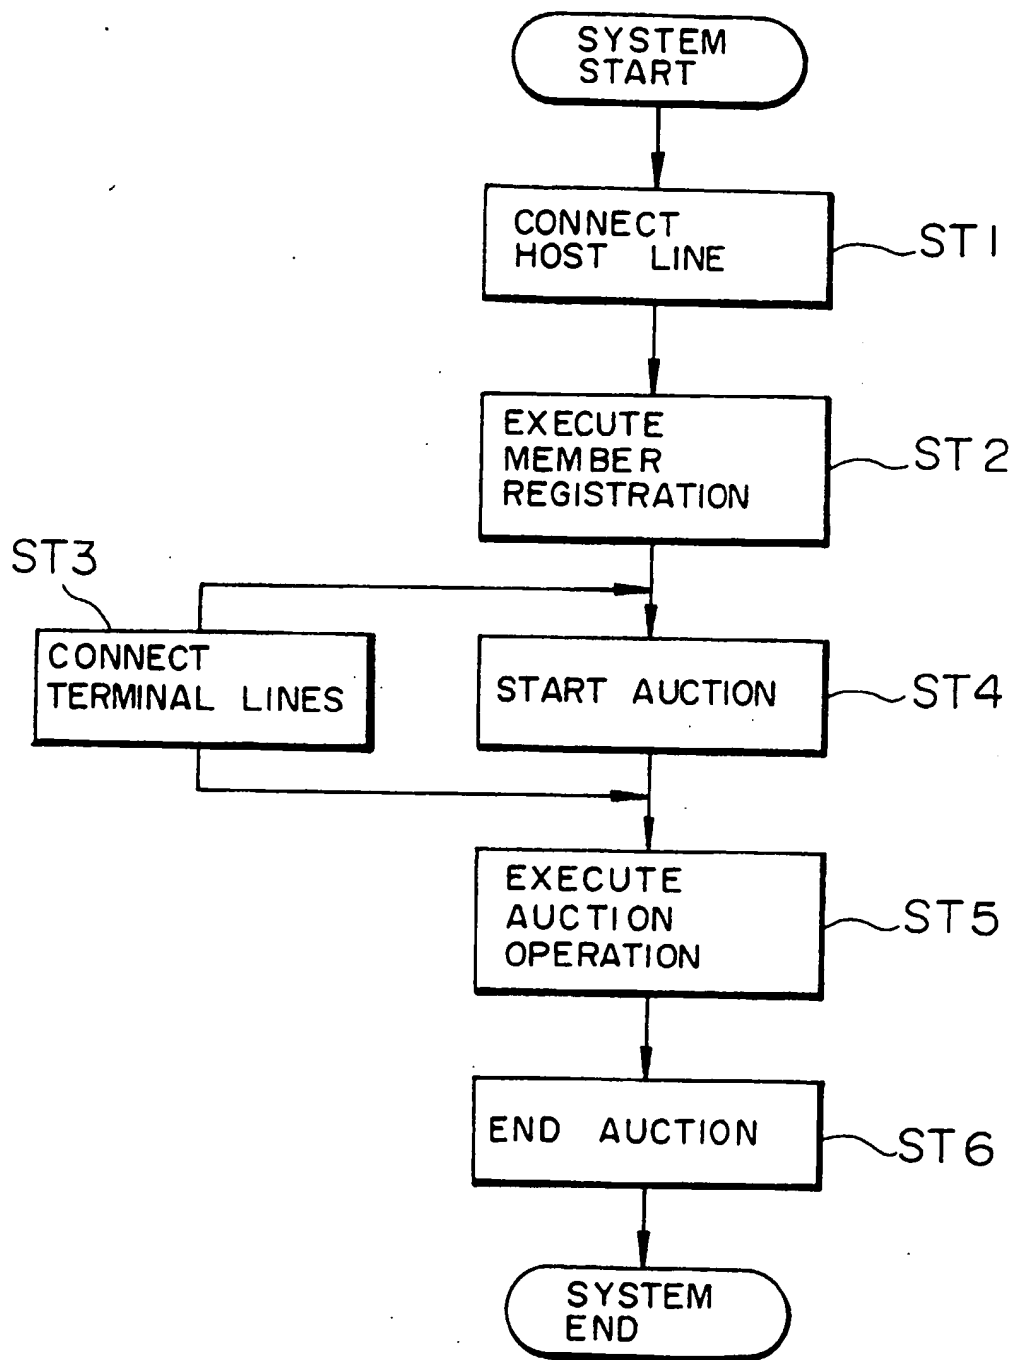 SYSTEM
START
CONNECT
HOST LINE
ST1
EXECUTE
MEMBER
REGISTRATION
ST2
ST3
CONNECT
TERMINAL LINES
START AUCTION
ST4
EXECUTE
AUCTION
OPERATION
ST5
END AUCTION
ST6
SYSTEM
END